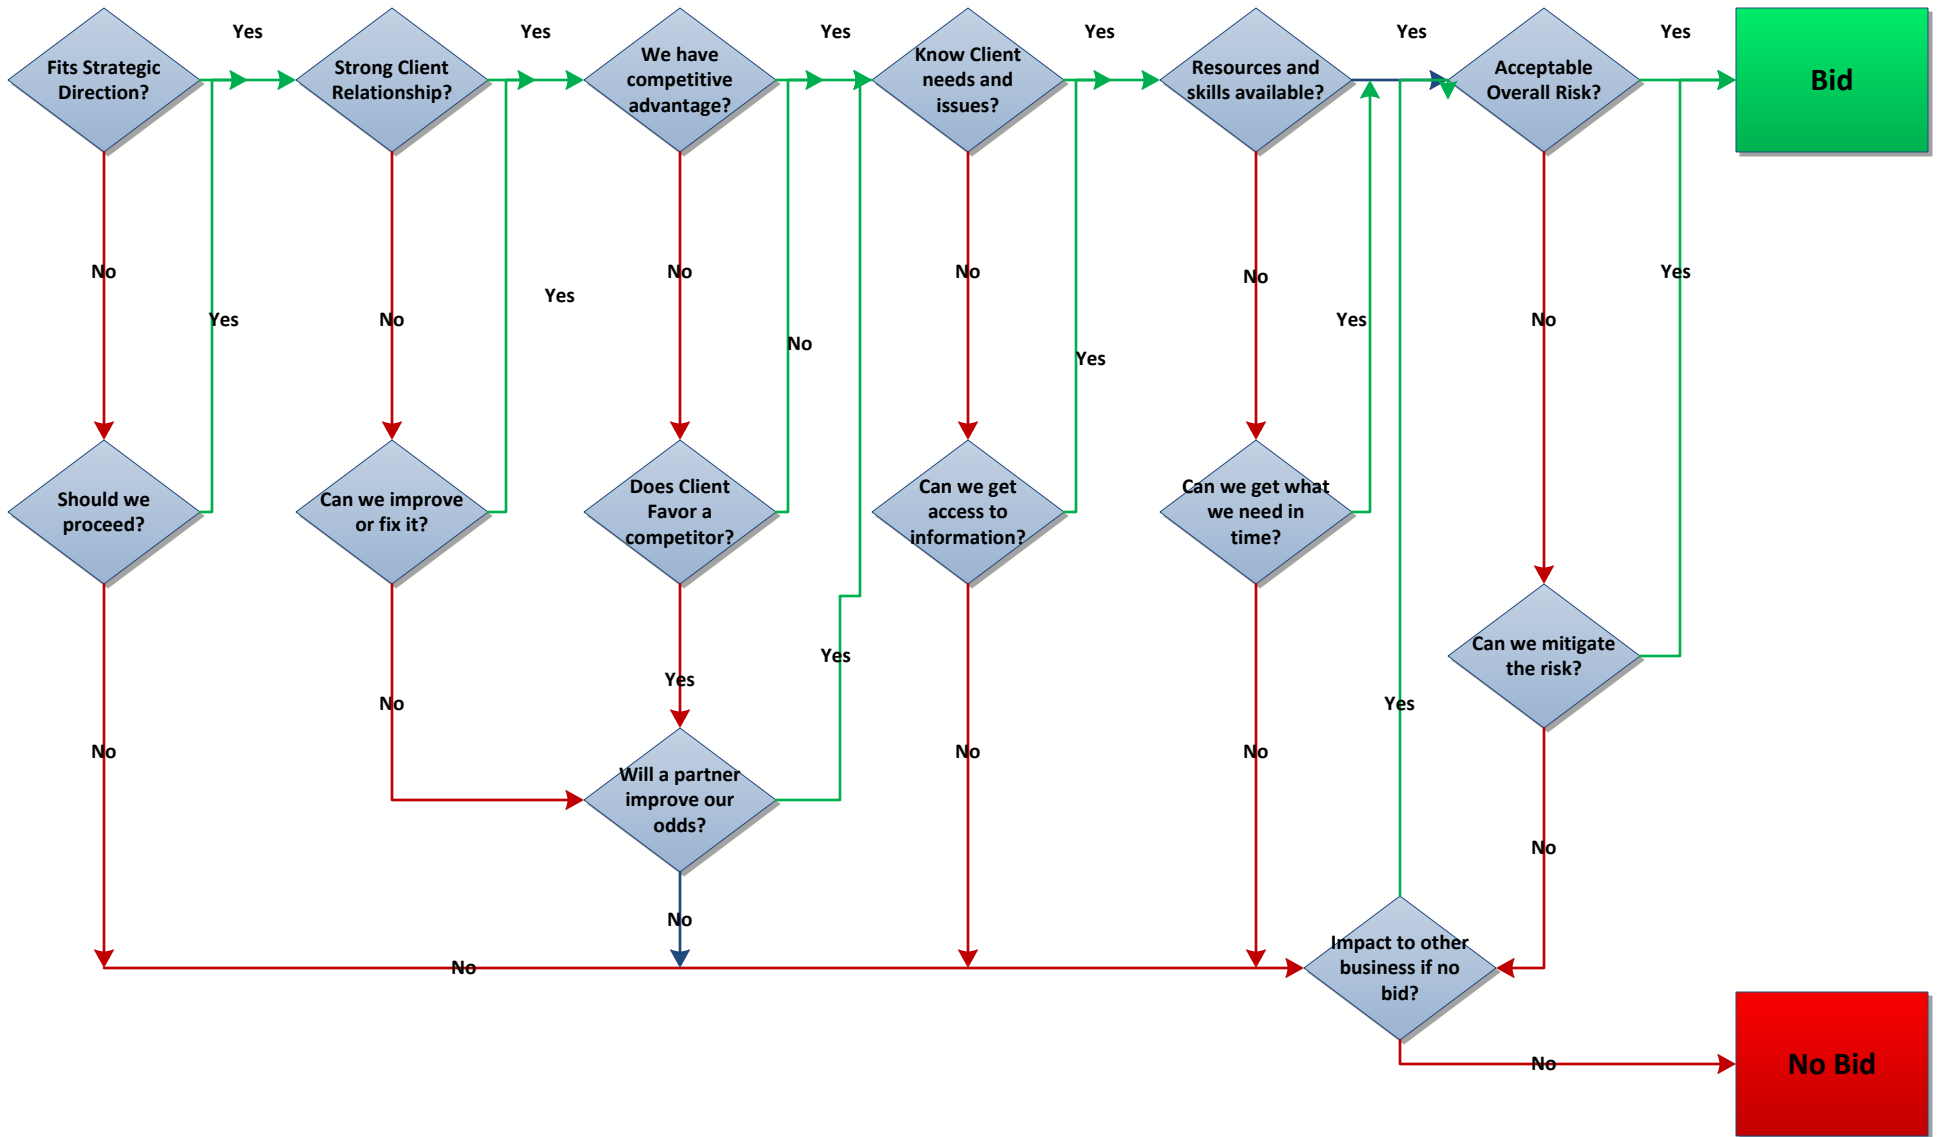 Yes
Yes
Yes
Yes
Yes
Yes
Fits Strategic
Direction?
Strong Client
Relationship?
We have
competitive
advantage?
Know Client
needs and
issues?
Resources and
skills available?
Acceptable
Overall Risk?
Bid
No
No
No
No
No
Yes
Yes
Yes
No
Yes
No
Yes
No
Yes
Should we
proceed?
Can we improve
or fix it?
Does Client
Favor a
competitor?
Can we get
access to
information?
Can we get what
we need in
time?
Can we mitigate
the risk?
Yes
Yes
No
Yes
No
No
No
Will a partner
improve our
odds?
No
No
No
Impact to other
business if no
bid?
No
No Bid